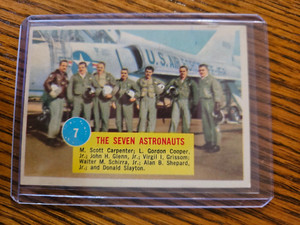 U.S. AIR FORCE
7
THE SEVEN ASTRONAUTS
M. Scott Carpenter; L. Gordon Cooper,
Jr.; John H. Glenn, Jr.; Virgil I. Grissom;
Walter M. Schirra, Jr.; Alan B. Shepard,
Jr.; and Donald Slayton.